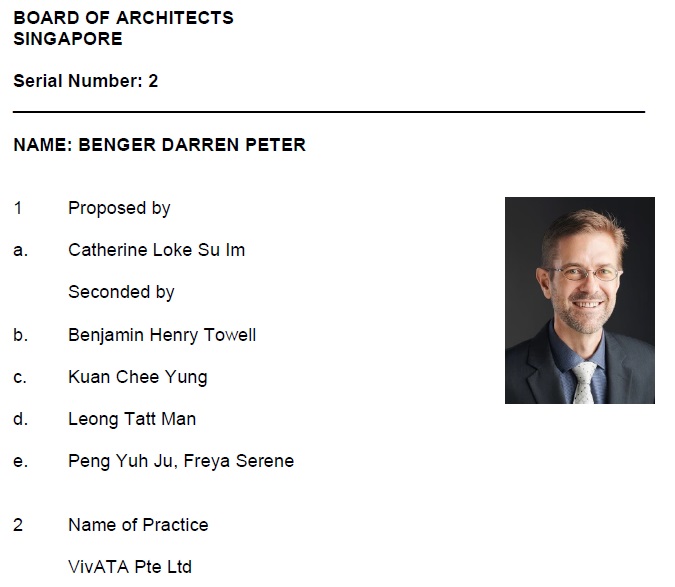 BOARD OF ARCHITECTS
SINGAPORE
Serial Number: 2
NAME: BENGER DARREN PETER
1 Proposed by
a. Catherine Loke Su Im
Seconded by
b. Benjamin Henry Towell
c. Kuan Chee Yung
d. Leong Tatt Man
e. Peng Yuh Ju, Freya Serene
2 Name of Practice
VivATA Pte Ltd